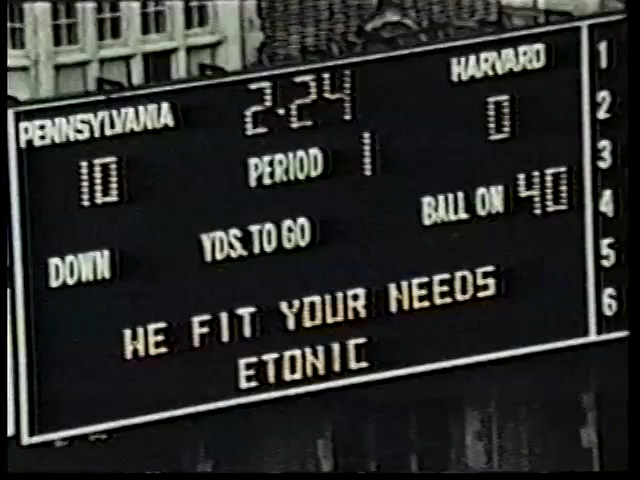 PENNSYLVANIA 2:24 HARVARD
10 PERIOD 1 0
DOWN YDS. TO GO BALL ON 40
WE FIT YOUR NEEDS
ETONIC
1
2
3
4
5
6